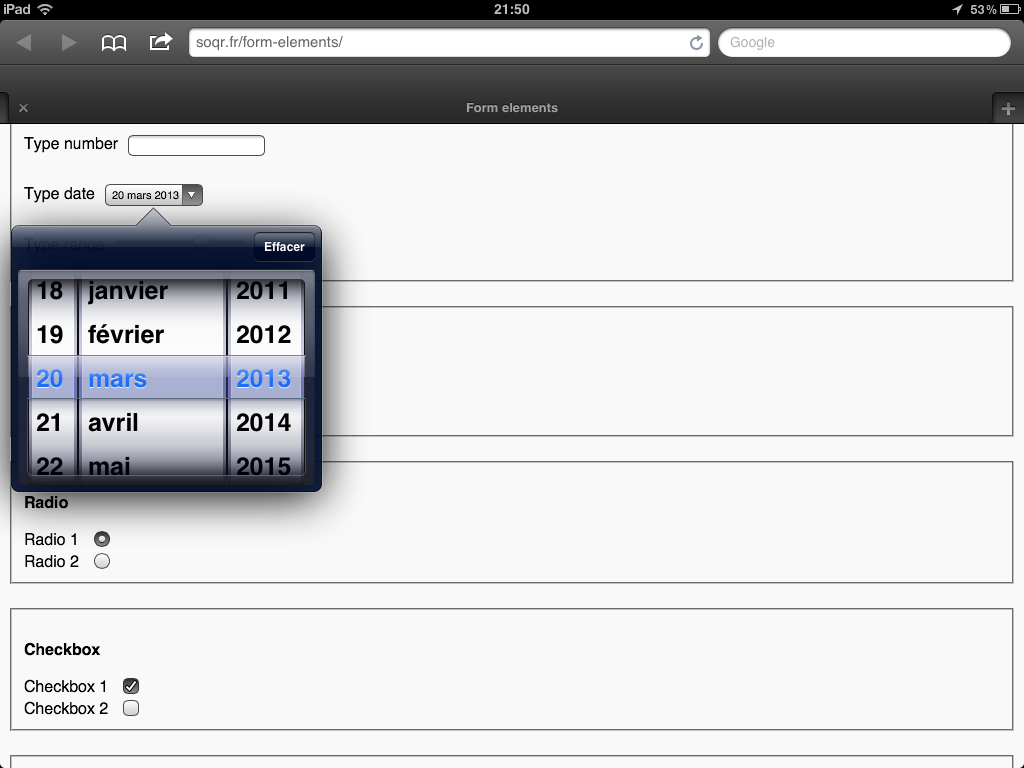 iPad 21:50 53%
soqr.fr/form-elements/ Google
Form elements
Type number
Type date 20 mars 2013
Type range Effacer
18 janvier 2011
19 février 2012
20 mars 2013
21 avril 2014
22 mai 2015
Radio
Radio 1
Radio 2
Checkbox
Checkbox 1
Checkbox 2